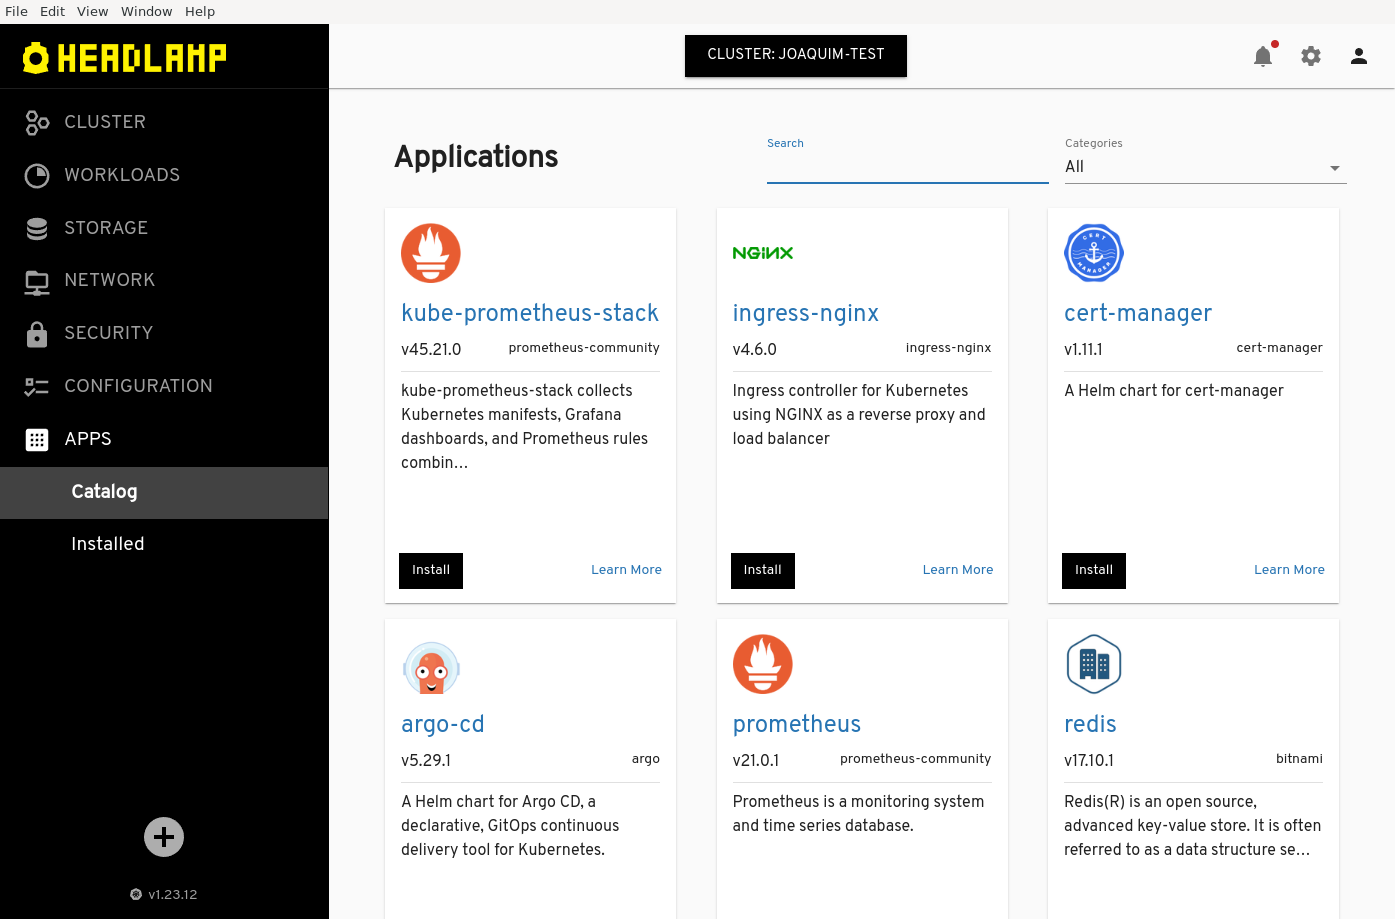 File Edit View Window Help
HEADLAMP
CLUSTER: JOAQUIM-TEST
CLUSTER
WORKLOADS
STORAGE
NETWORK
SECURITY
CONFIGURATION
APPS
Catalog
Installed
v1.23.12
Applications
Search
Categories
All
kube-prometheus-stack
v45.21.0 prometheus-community
kube-prometheus-stack collects
Kubernetes manifests, Grafana
dashboards, and Prometheus rules
combin…
Install Learn More
NGINX
ingress-nginx
v4.6.0 ingress-nginx
Ingress controller for Kubernetes
using NGINX as a reverse proxy and
load balancer
Install Learn More
CERT
MANAGER
cert-manager
v1.11.1 cert-manager
A Helm chart for cert-manager
Install Learn More
argo-cd
v5.29.1 argo
A Helm chart for Argo CD, a
declarative, GitOps continuous
delivery tool for Kubernetes.
prometheus
v21.0.1 prometheus-community
Prometheus is a monitoring system
and time series database.
redis
v17.10.1 bitnami
Redis(R) is an open source,
advanced key-value store. It is often
referred to as a data structure se…